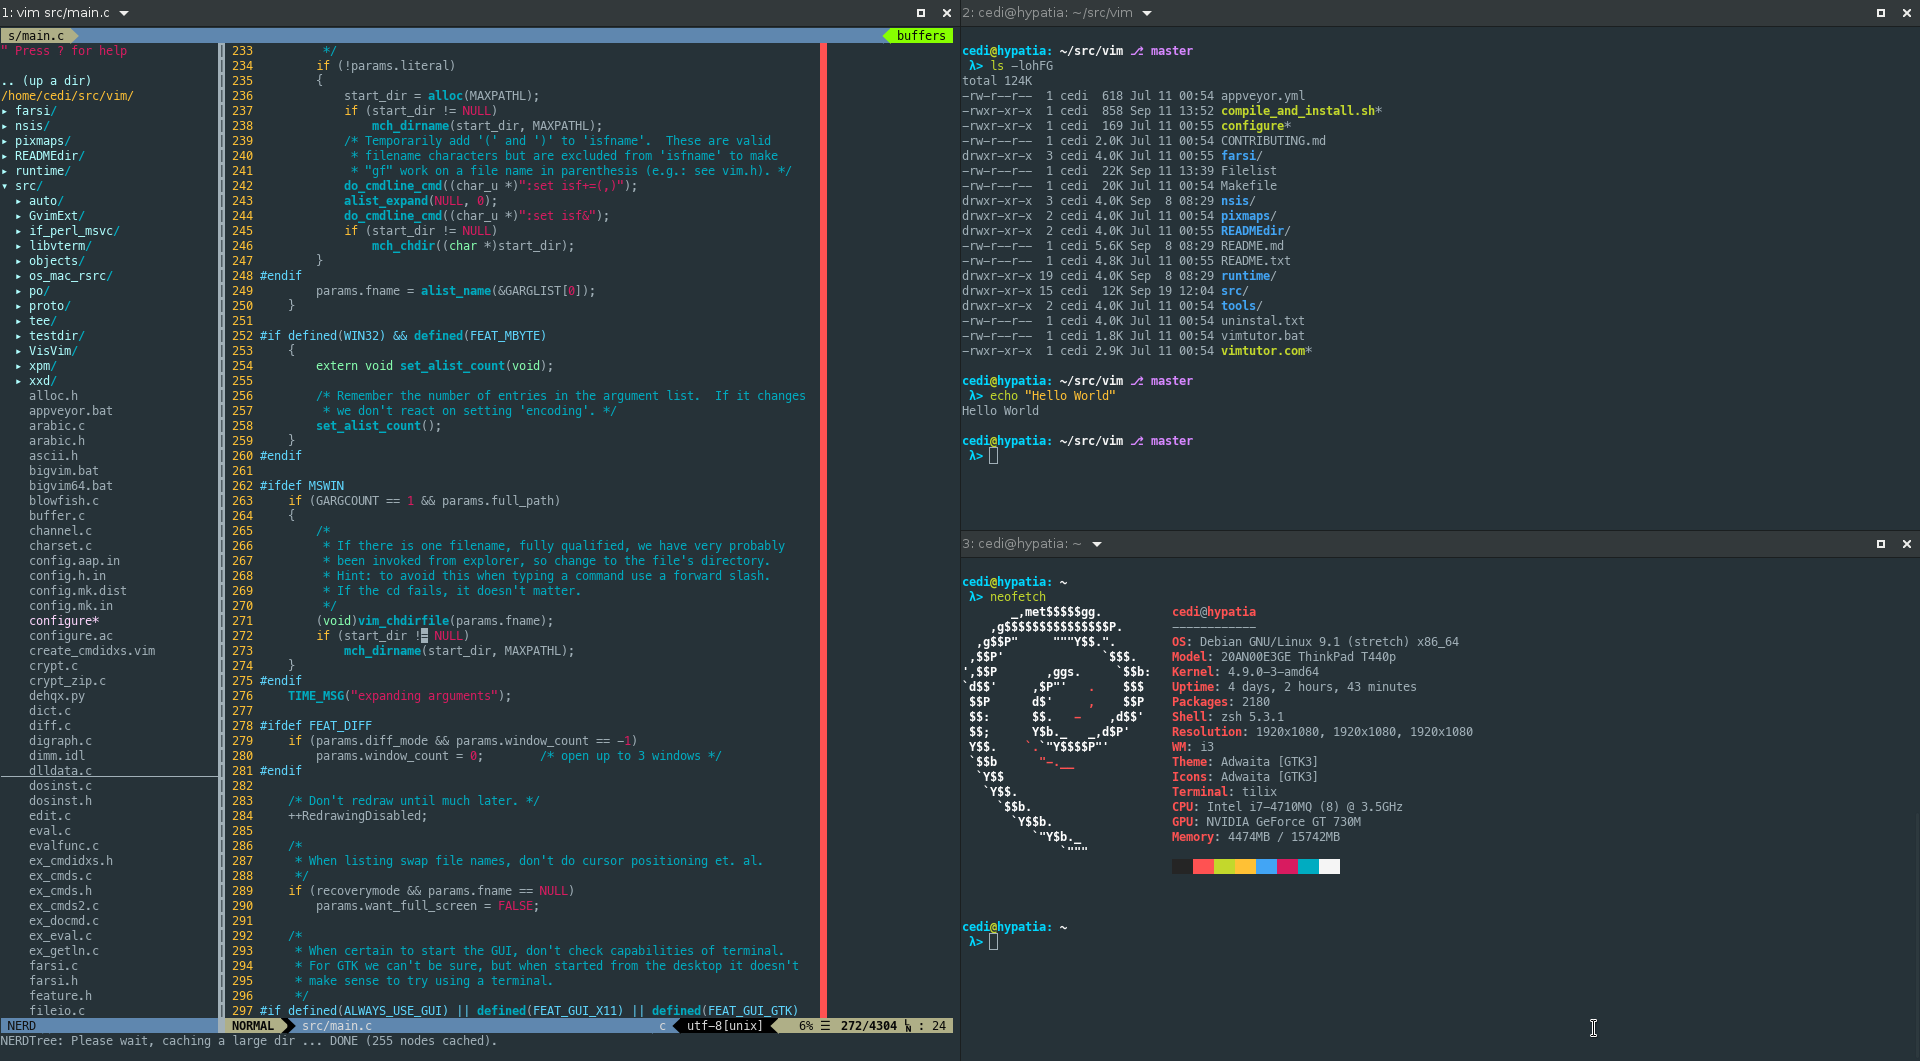 1: vim src/main.c
s/main.c
buffers
" Press ? for help
.. (up a dir)
/home/cedi/src/vim/
▸ farsi/
▸ nsis/
▸ pixmaps/
▸ READMEdir/
▸ runtime/
▾ src/
▸ auto/
▸ GvimExt/
▸ if_perl_msvc/
▸ libvterm/
▸ objects/
▸ os_mac_rsrc/
▸ po/
▸ proto/
▸ tee/
▸ testdir/
▸ VisVim/
▸ xpm/
▸ xxd/
alloc.h
appveyor.bat
arabic.c
arabic.h
ascii.h
bigvim.bat
bigvim64.bat
blowfish.c
buffer.c
channel.c
charset.c
config.aap.in
config.h.in
config.mk.dist
config.mk.in
configure*
configure.ac
create_cmdidxs.vim
crypt.c
crypt_zip.c
dehqx.py
dict.c
diff.c
digraph.c
dimm.idl
dlldata.c
dosinst.c
dosinst.h
edit.c
eval.c
evalfunc.c
ex_cmdidxs.h
ex_cmds.c
ex_cmds.h
ex_cmds2.c
ex_docmd.c
ex_eval.c
ex_getln.c
farsi.c
farsi.h
feature.h
fileio.c
NERD
233 */
234 if (!params.literal)
235 {
236 start_dir = alloc(MAXPATHL);
237 if (start_dir != NULL)
238 mch_dirname(start_dir, MAXPATHL);
239 /* Temporarily add '(' and ')' to 'isfname'.  These are valid
240 * filename characters but are excluded from 'isfname' to make
241 * "gf" work on a file name in parenthesis (e.g.: see vim.h). */
242 do_cmdline_cmd((char_u *)":set isf+=(,)");
243 alist_expand(NULL, 0);
244 do_cmdline_cmd((char_u *)":set isf&");
245 if (start_dir != NULL)
246 mch_chdir((char *)start_dir);
247 }
248 #endif
249 params.fname = alist_name(&GARGLIST[0]);
250 }
251
252 #if defined(WIN32) && defined(FEAT_MBYTE)
253 {
254 extern void set_alist_count(void);
255
256 /* Remember the number of entries in the argument list.  If it changes
257 * we don't react on setting 'encoding'. */
258 set_alist_count();
259 }
260 #endif
261
262 #ifdef MSWIN
263 if (GARGCOUNT == 1 && params.full_path)
264 {
265 /*
266 * If there is one filename, fully qualified, we have very probably
267 * been invoked from explorer, so change to the file's directory.
268 * Hint: to avoid this when typing a command use a forward slash.
269 * If the cd fails, it doesn't matter.
270 */
271 (void)vim_chdirfile(params.fname);
272 if (start_dir != NULL)
273 mch_dirname(start_dir, MAXPATHL);
274 }
275 #endif
276 TIME_MSG("expanding arguments");
277
278 #ifdef FEAT_DIFF
279 if (params.diff_mode && params.window_count == -1)
280 params.window_count = 0; /* open up to 3 windows */
281 #endif
282
283 /* Don't redraw until much later. */
284 ++RedrawingDisabled;
285
286 /*
287 * When listing swap file names, don't do cursor positioning et. al.
288 */
289 if (recoverymode && params.fname == NULL)
290 params.want_full_screen = FALSE;
291
292 /*
293 * When certain to start the GUI, don't check capabilities of terminal.
294 * For GTK we can't be sure, but when started from the desktop it doesn't
295 * make sense to try using a terminal.
296 */
297 #if defined(ALWAYS_USE_GUI) || defined(FEAT_GUI_X11) || defined(FEAT_GUI_GTK)
NORMAL src/main.c c utf-8[unix] 6% ☰ 272/4304 ␤ : 24
NERDTree: Please wait, caching a large dir ... DONE (255 nodes cached).
2: cedi@hypatia: ~/src/vim
cedi@hypatia: ~/src/vim ⎇ master
λ> ls -lohFG
total 124K
-rw-r--r-- 1 cedi 618 Jul 11 00:54 appveyor.yml
-rwxr-xr-x 1 cedi 858 Sep 11 13:52 compile_and_install.sh*
-rwxr-xr-x 1 cedi 169 Jul 11 00:55 configure*
-rw-r--r-- 1 cedi 2.0K Jul 11 00:54 CONTRIBUTING.md
drwxr-xr-x 3 cedi 4.0K Jul 11 00:55 farsi/
-rw-r--r-- 1 cedi 22K Sep 11 13:39 Filelist
-rw-r--r-- 1 cedi 20K Jul 11 00:54 Makefile
drwxr-xr-x 3 cedi 4.0K Sep 8 08:29 nsis/
drwxr-xr-x 2 cedi 4.0K Jul 11 00:54 pixmaps/
drwxr-xr-x 2 cedi 4.0K Jul 11 00:55 READMEdir/
-rw-r--r-- 1 cedi 5.6K Sep 8 08:29 README.md
-rw-r--r-- 1 cedi 4.8K Jul 11 00:55 README.txt
drwxr-xr-x 19 cedi 4.0K Sep 8 08:29 runtime/
drwxr-xr-x 15 cedi 12K Sep 19 12:04 src/
drwxr-xr-x 2 cedi 4.0K Jul 11 00:54 tools/
-rw-r--r-- 1 cedi 4.0K Jul 11 00:54 uninstal.txt
-rw-r--r-- 1 cedi 1.8K Jul 11 00:54 vimtutor.bat
-rwxr-xr-x 1 cedi 2.9K Jul 11 00:54 vimtutor.com*
cedi@hypatia: ~/src/vim ⎇ master
λ> echo "Hello World"
Hello World
cedi@hypatia: ~/src/vim ⎇ master
λ>
3: cedi@hypatia: ~
cedi@hypatia: ~
λ> neofetch
cedi@hypatia
------------
OS: Debian GNU/Linux 9.1 (stretch) x86_64
Model: 20AN00E3GE ThinkPad T440p
Kernel: 4.9.0-3-amd64
Uptime: 4 days, 2 hours, 43 minutes
Packages: 2180
Shell: zsh 5.3.1
Resolution: 1920x1080, 1920x1080, 1920x1080
WM: i3
Theme: Adwaita [GTK3]
Icons: Adwaita [GTK3]
Terminal: tilix
CPU: Intel i7-4710MQ (8) @ 3.5GHz
GPU: NVIDIA GeForce GT 730M
Memory: 4474MB / 15742MB
cedi@hypatia: ~
λ>